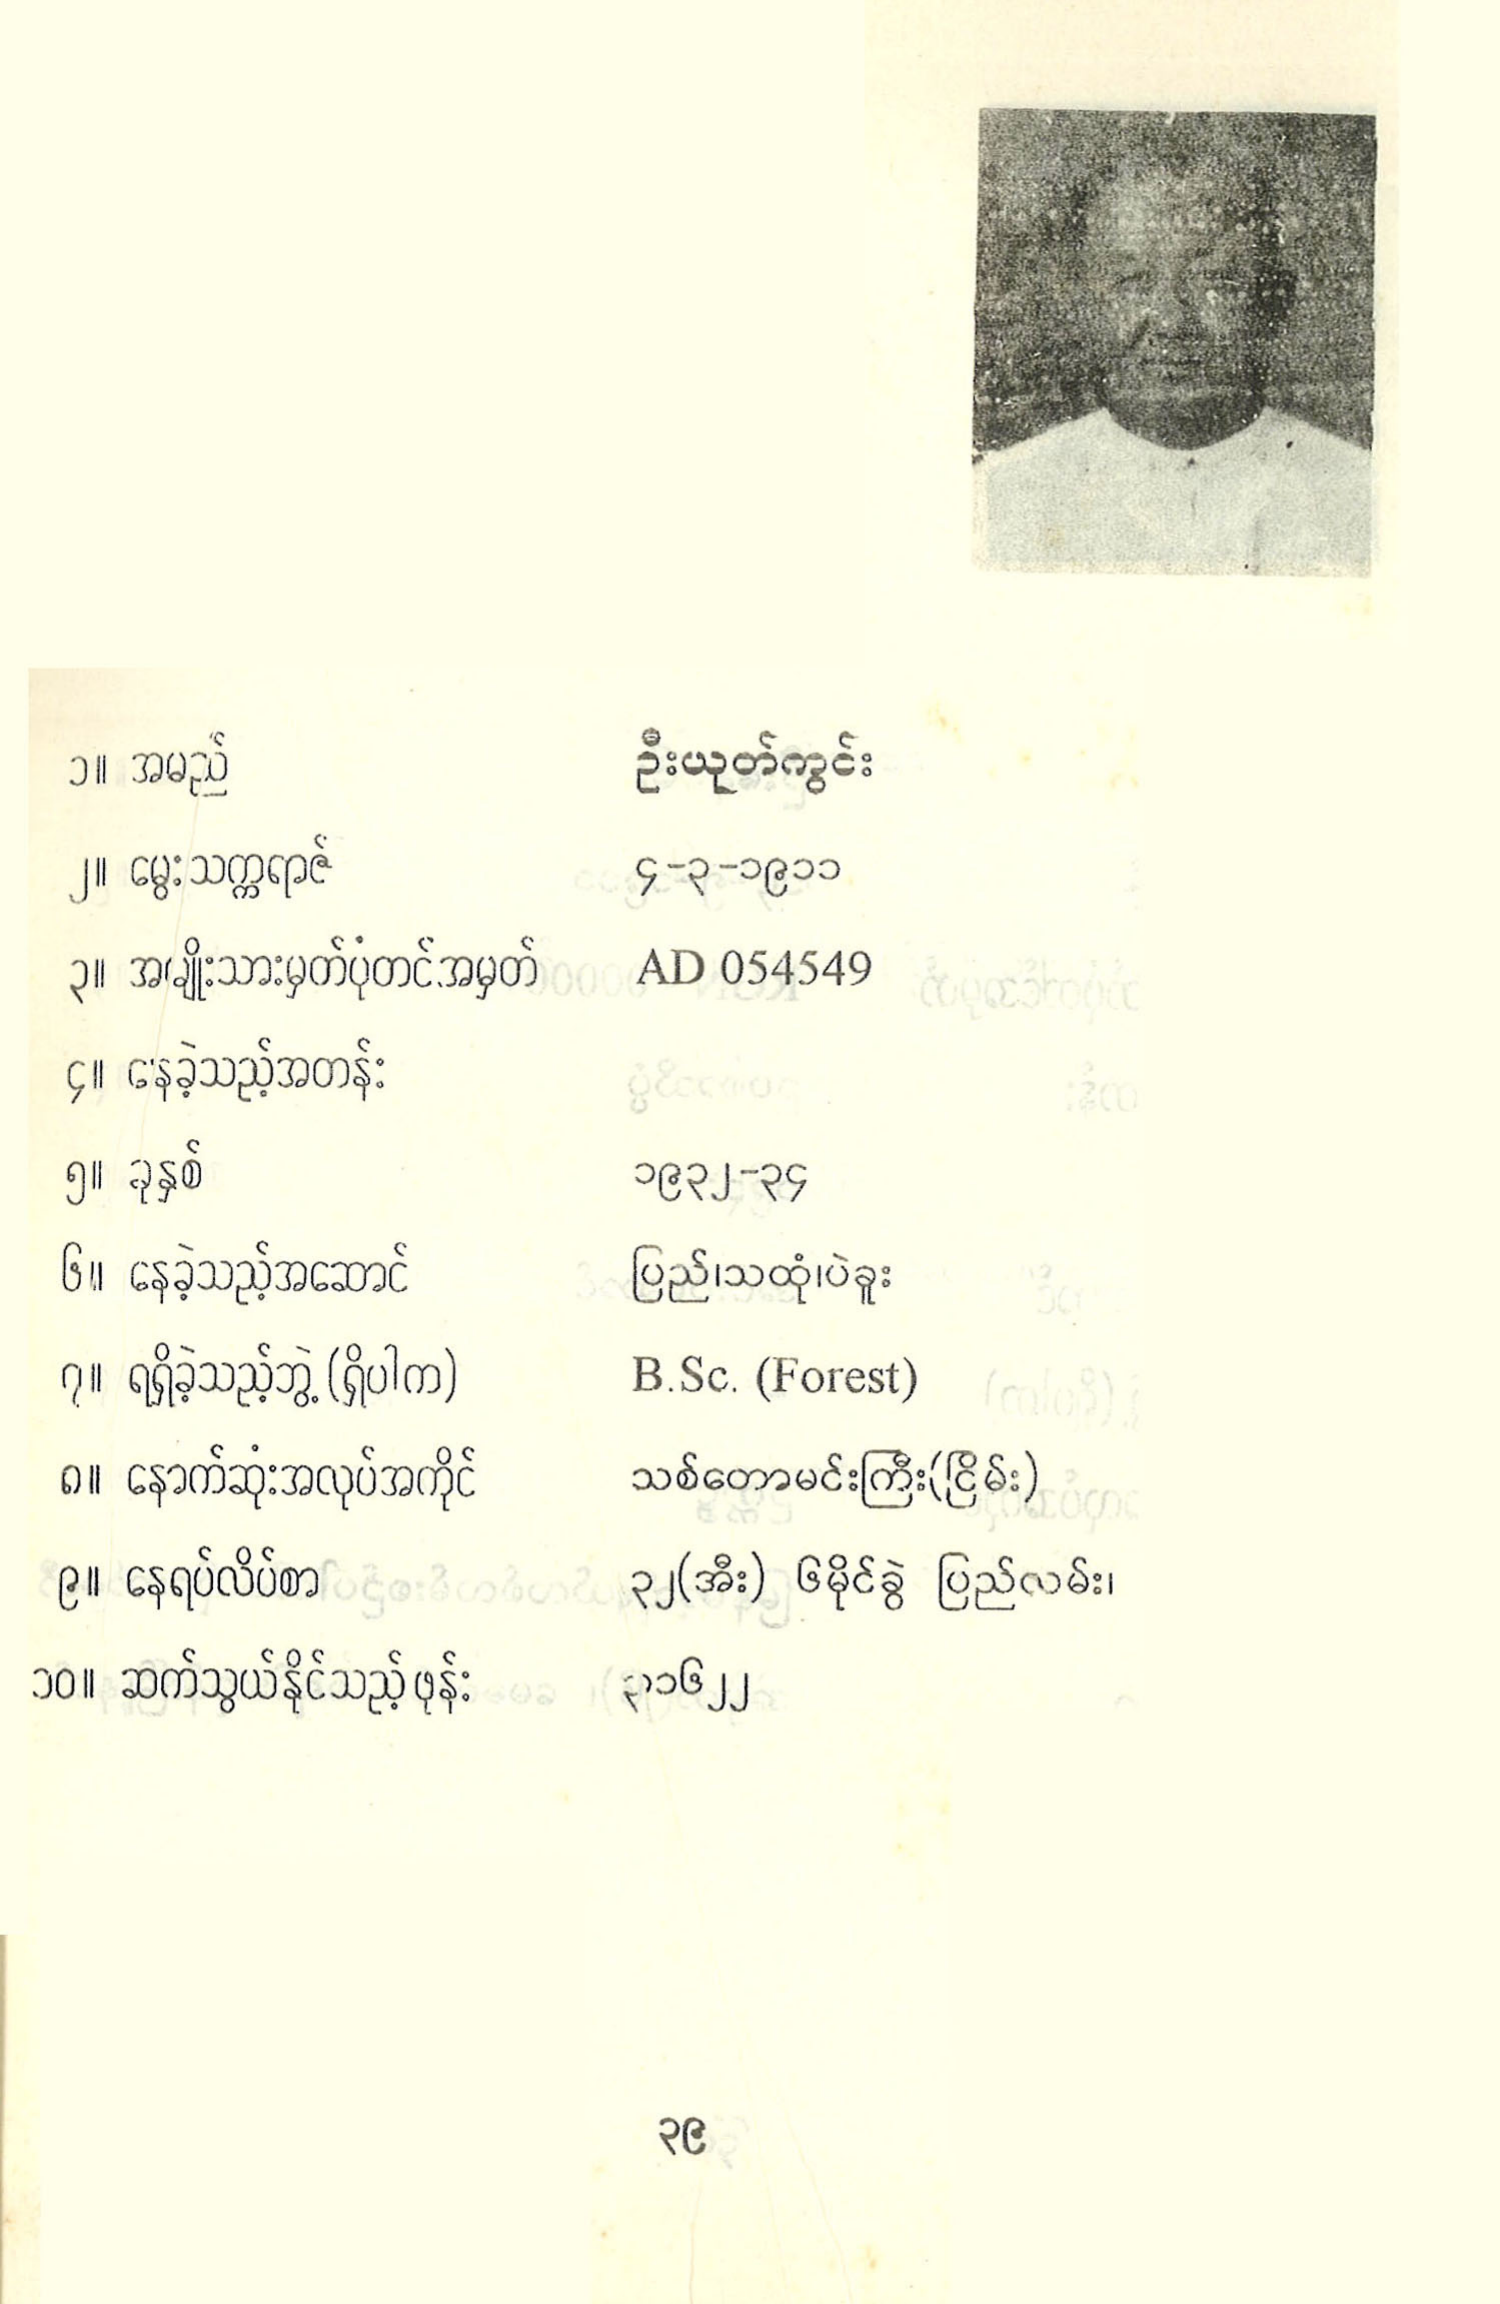 ၁။ အမည် ဦးယုတ်ကွင်း
၂။ မွေးသက္ကရာဇ် ၄-၃-၁၉၁၁
၃။ အမျိုးသားမှတ်ပုံတင်အမှတ် AD 054549
၄။ နေခဲ့သည့်အတန်း
၅။ ခုနှစ် ၁၉၃၂-၃၄
၆။ နေခဲ့သည့်အဆောင် ပြည်၊သထုံ၊ပဲခူး
၇။ ရရှိခဲ့သည့်ဘွဲ့(ရှိပါက) B.Sc. (Forest)
၈။ နောက်ဆုံးအလုပ်အကိုင် သစ်တောမင်းကြီး(ငြိမ်း)
၉။ နေရပ်လိပ်စာ ၃၂(အီး) ၆မိုင်ခွဲ ပြည်လမ်း၊
၁၀။ ဆက်သွယ်နိုင်သည့်ဖုန်း ၃၁၆၂၂
၃၉